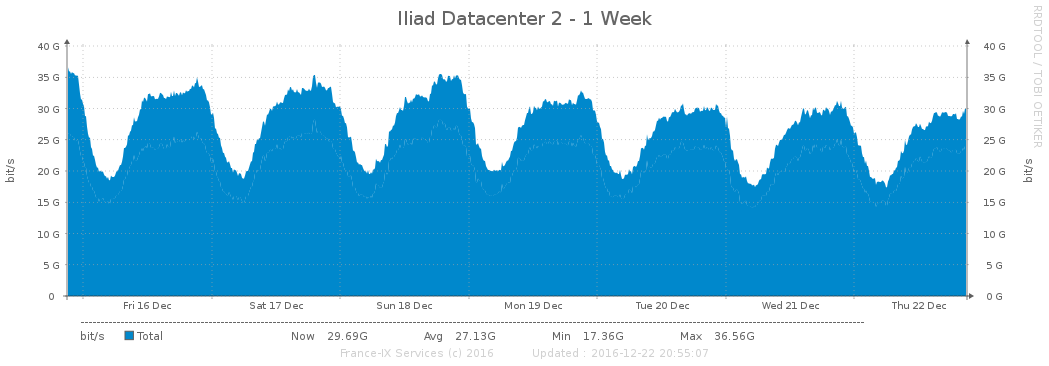 Iliad Datacenter 2 - 1 Week
RRDTOOL / TOBI OETIKER
bit/s
40 G
35 G
30 G
25 G
20 G
15 G
10 G
5 G
0
40 G
35 G
30 G
25 G
20 G
15 G
10 G
5 G
0 G
bit/s
Fri 16 Dec Sat 17 Dec Sun 18 Dec Mon 19 Dec Tue 20 Dec Wed 21 Dec Thu 22 Dec
bit/s Total Now 29.69G Avg 27.13G Min 17.36G Max 36.56G
France-IX Services (c) 2016 Updated : 2016-12-22 20:55:07